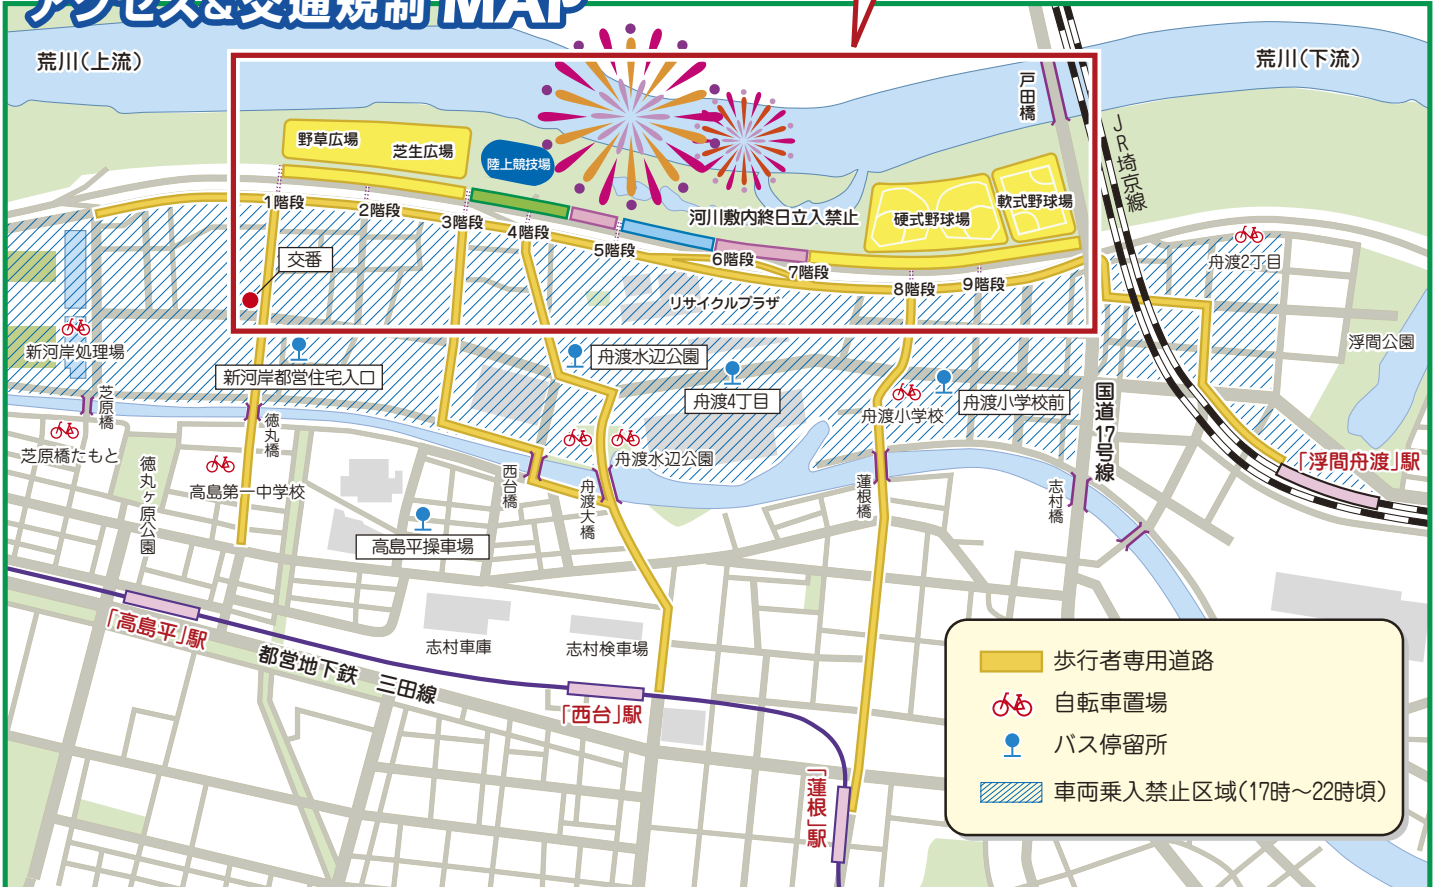 アクセス&交通規制MAP
荒川(上流)
荒川(下流)
戸田橋
JR埼京線
野草広場
芝生広場
陸上競技場
河川敷内終日立入禁止
硬式野球場
軟式野球場
1階段
2階段
3階段
4階段
5階段
6階段
7階段
8階段
9階段
交番
リサイクルプラザ
舟渡2丁目
浮間公園
新河岸処理場
新河岸都営住宅入口
舟渡水辺公園
舟渡4丁目
舟渡小学校
舟渡小学校前
国道17号線
芝原橋
徳丸橋
芝原橋たもと
徳丸ヶ原公園
高島第一中学校
舟渡水辺公園
西台橋
舟渡大橋
蓮根橋
志村橋
「浮間舟渡」駅
高島平操車場
「高島平」駅
志村車庫
志村検車場
都営地下鉄 三田線
「西台」駅
「蓮根」駅
歩行者専用道路
自転車置場
バス停留所
車両乗入禁止区域(17時～22時頃)